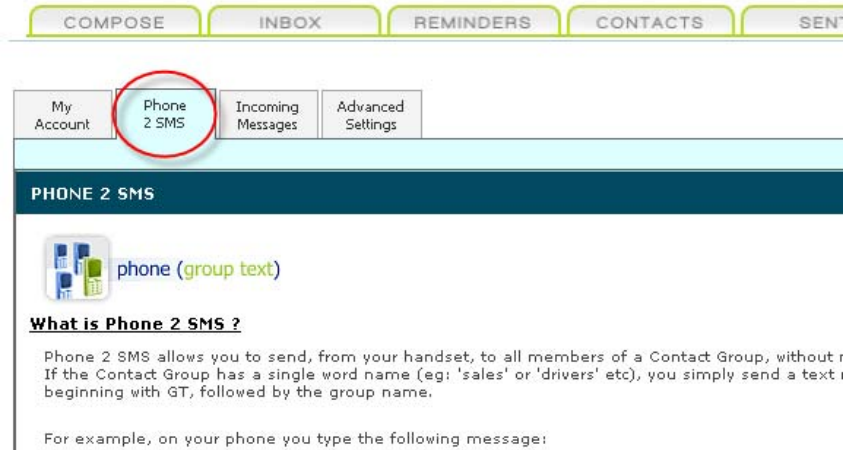 COMPOSE INBOX REMINDERS CONTACTS SENT
My Account
Phone 2 SMS
Incoming Messages
Advanced Settings
PHONE 2 SMS
phone (group text)
What is Phone 2 SMS ?
Phone 2 SMS allows you to send, from your handset, to all members of a Contact Group, without
If the Contact Group has a single word name (eg: 'sales' or 'drivers' etc), you simply send a text
beginning with GT, followed by the group name.
For example, on your phone you type the following message: